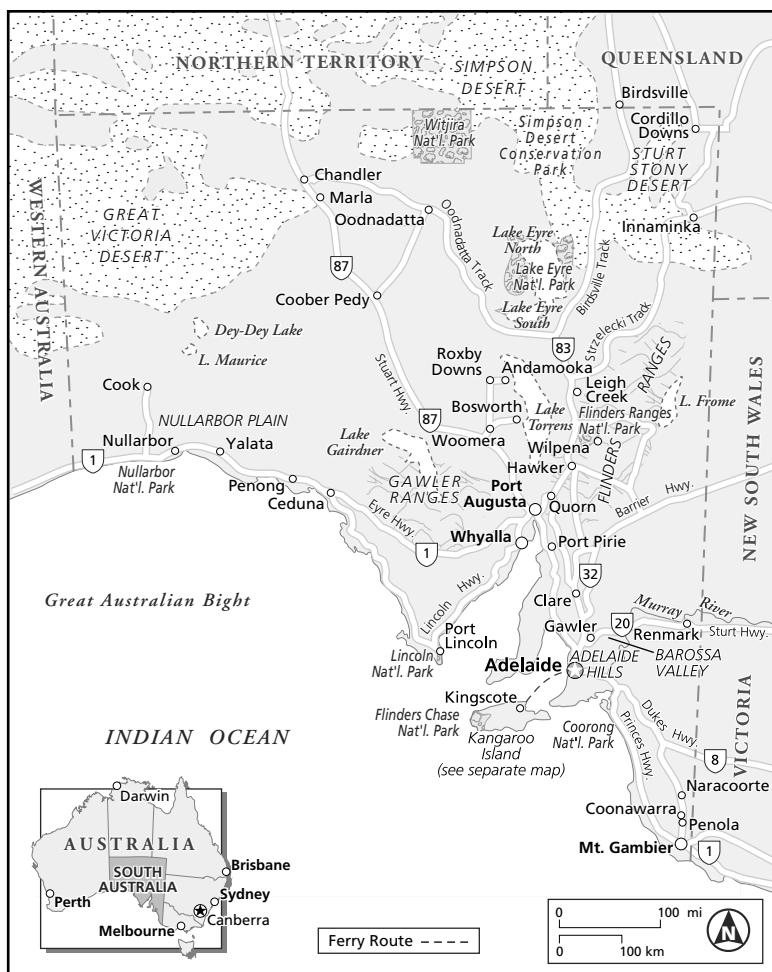 NORTHERN TERRITORY
SIMPSON
DESERT
QUEENSLAND
Birdsville
Cordillo
Downs
Witjira
Nat'l. Park
Simpson
Desert
Conservation
Park
STURT
STONY
DESERT
Chandler
Marla
Oodnadatta
WESTERN AUSTRALIA
GREAT
VICTORIA
DESERT
Oodnadatta Track
Lake Eyre
North
Lake Eyre
Nat'l. Park
Lake Eyre
South
Innaminka
Birdsville Track
87
Coober Pedy
Dey-Dey Lake
L. Maurice
Stuart Hwy.
83
Strzelecki Track
Roxby
Downs
Andamooka
Leigh
Creek
RANGES
FLINDERS
L. Frome
Cook
Bosworth
Lake
Torrens
Flinders Ranges
Nat'l. Park
NULLARBOR PLAIN
87
Woomera
Wilpena
Nullarbor
Yalata
Lake
Gairdner
Hawker
1
Nullarbor
Nat'l. Park
Penong
Ceduna
GAWLER
RANGES
Port
Augusta
Quorn
Barrier Hwy.
NEW SOUTH WALES
Eyre Hwy.
1
Whyalla
Port Pirie
32
Great Australian Bight
Lincoln Hwy.
Clare
Murray River
Gawler
20
Renmark
Sturt Hwy.
Port
Lincoln
Lincoln
Nat'l. Park
Adelaide
ADELAIDE
HILLS
BAROSSA
VALLEY
Kingscote
Flinders Chase
Nat'l. Park
Kangaroo
Island
(see separate map)
Coorong
Nat'l. Park
Princes Hwy.
Dukes Hwy.
8
VICTORIA
INDIAN OCEAN
Naracoorte
Coonawarra
Penola
Mt. Gambier
1
Darwin
AUSTRALIA
SOUTH
AUSTRALIA
Brisbane
Perth
Sydney
Canberra
Melbourne
Ferry Route
0 100 mi
0 100 km
N